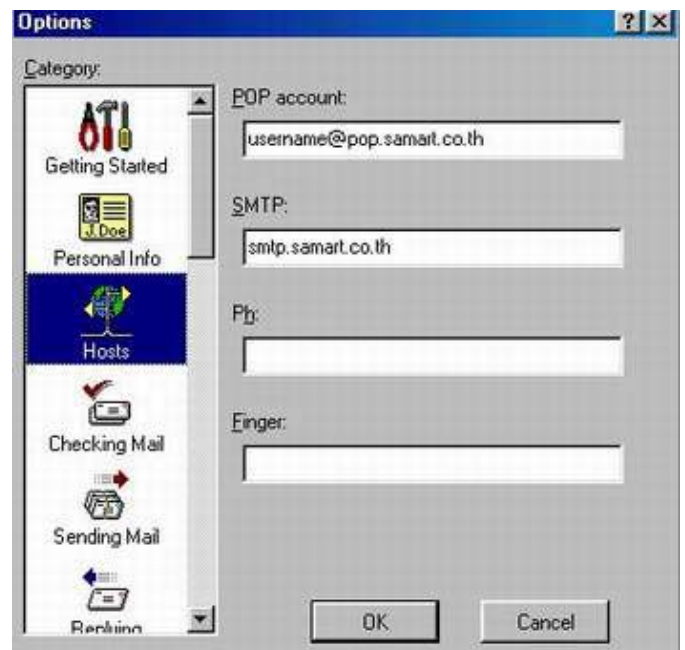 Options
Category:
Getting Started
J.Doe
Personal Info
Hosts
Checking Mail
Sending Mail
Replying
POP account:
username@pop.samart.co.th
SMTP:
smtp.samart.co.th
Ph:
Finger:
OK
Cancel